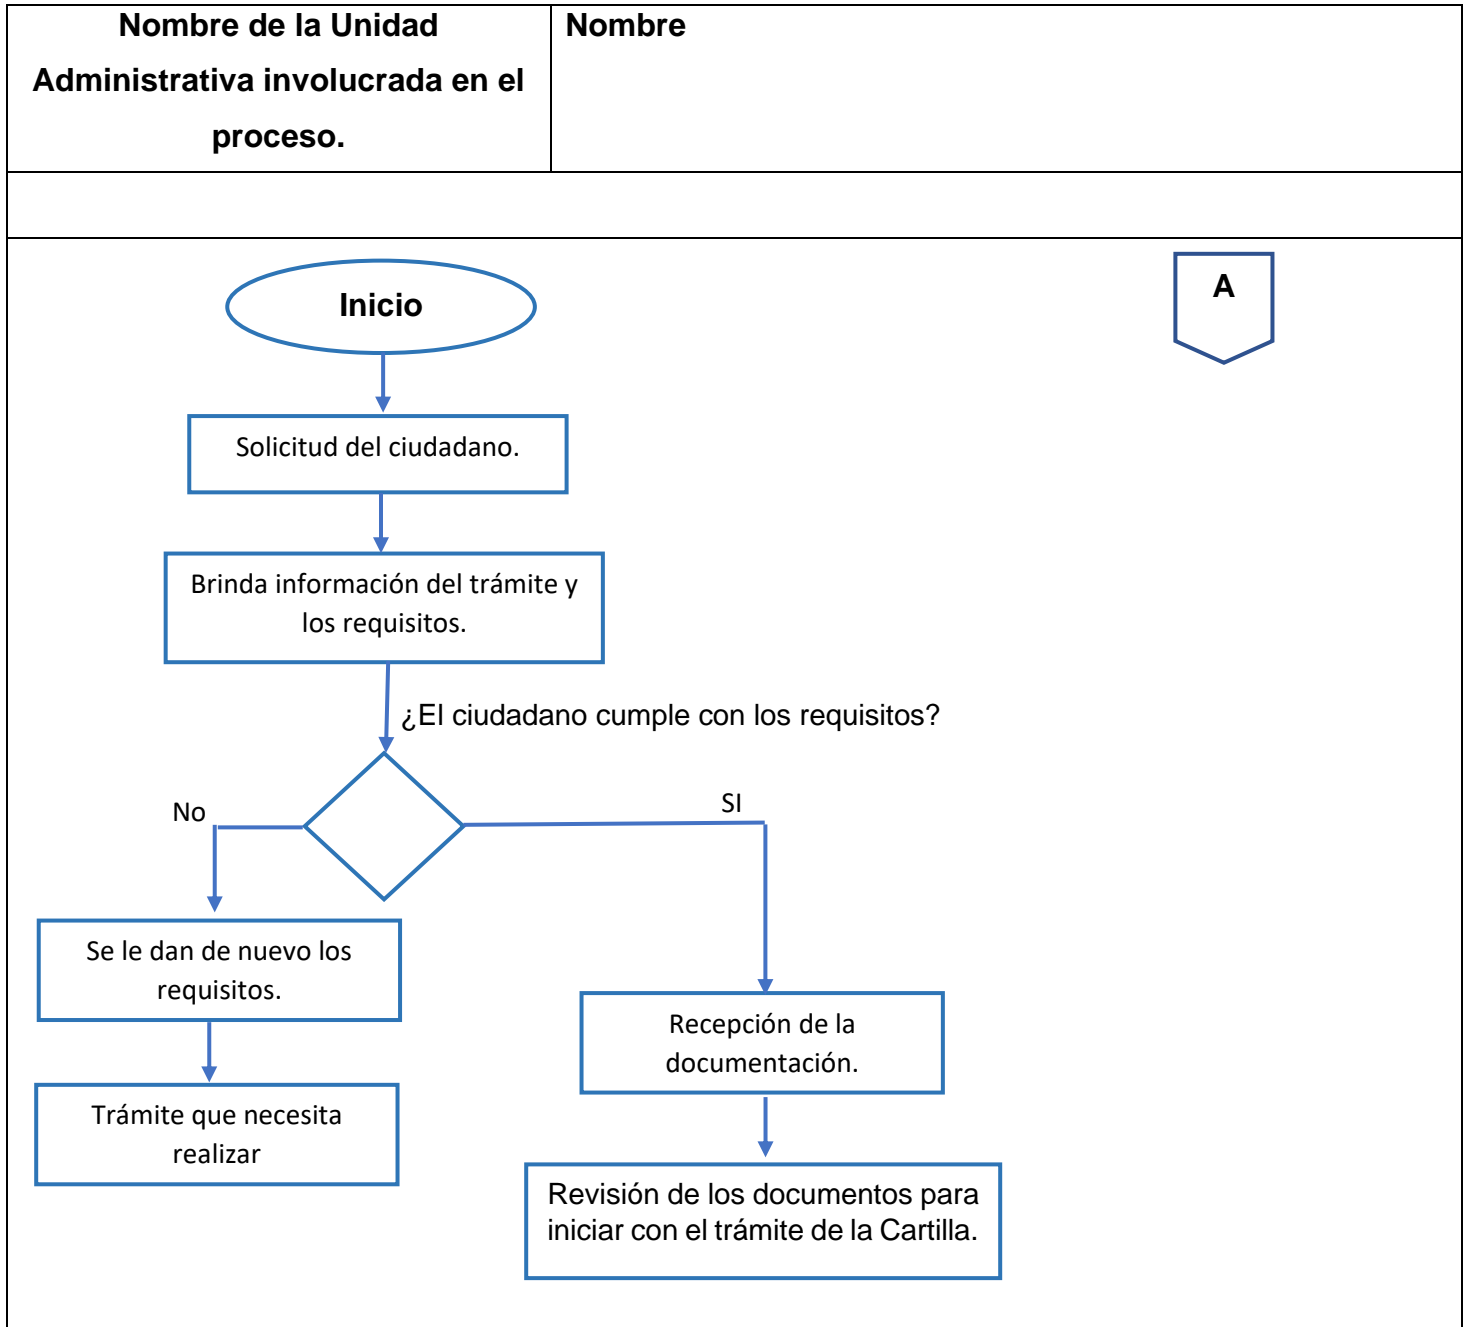 Nombre de la Unidad
Administrativa involucrada en el
proceso.
Nombre
Inicio
A
Solicitud del ciudadano.
Brinda información del trámite y
los requisitos.
¿El ciudadano cumple con los requisitos?
No
SI
Se le dan de nuevo los
requisitos.
Recepción de la
documentación.
Trámite que necesita
realizar
Revisión de los documentos para
iniciar con el trámite de la Cartilla.